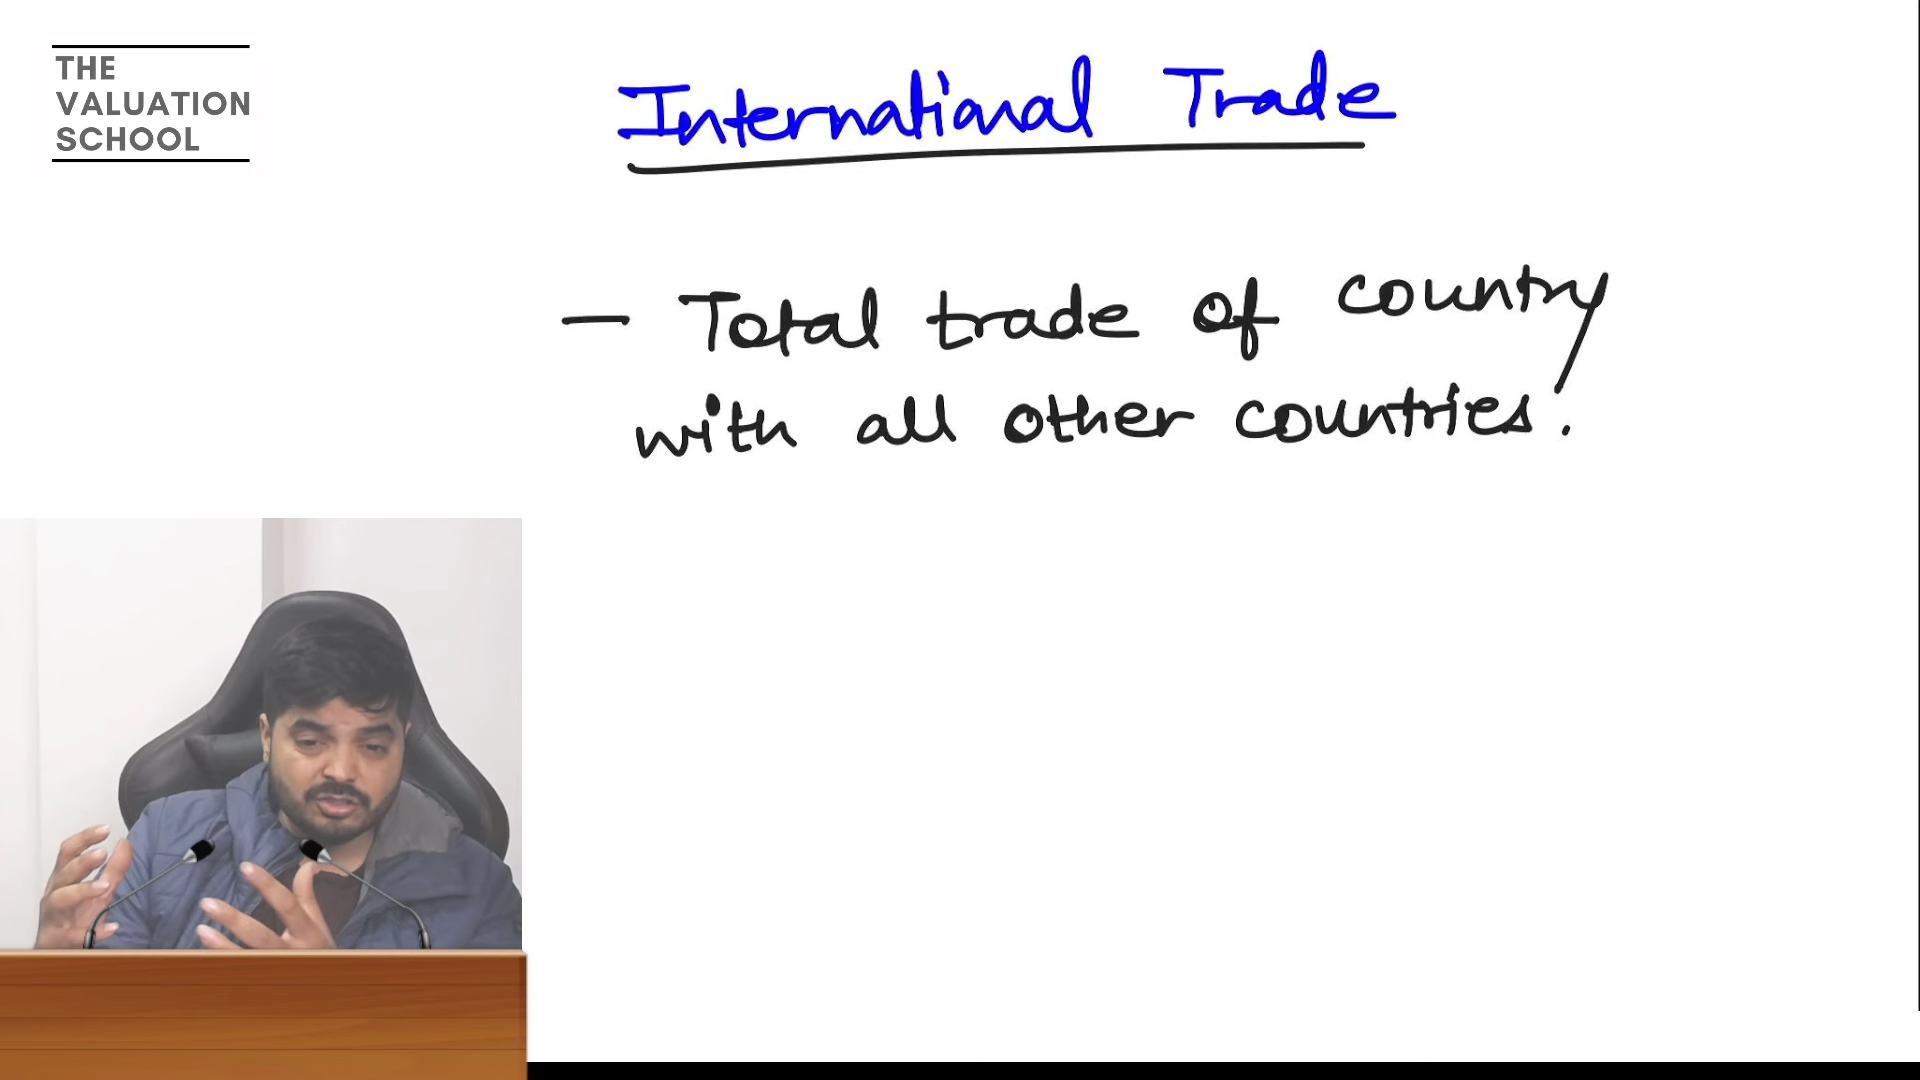 THE
VALUATION
SCHOOL
International Trade
- Total trade of country
with all other countries.